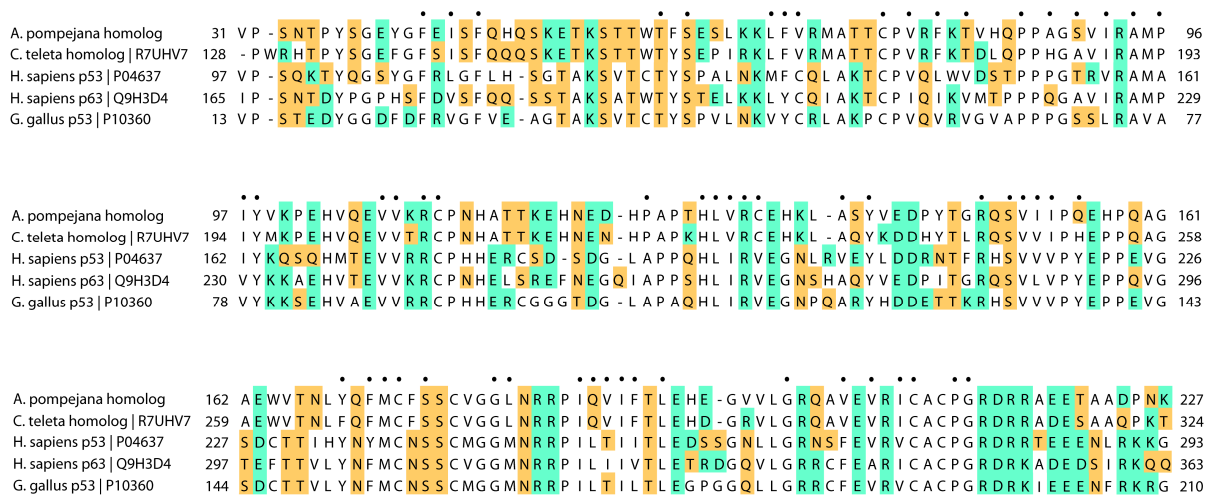 A. pompejana homolog 31 VP-SNTPYSGEYGFEISFQHQSKETKSTTWTFSESLKKLFVRMATTCPVRFKTVHQPPAGSVIRAMP 96
C. teleta homolog | R7UHV7 128 -PWRHTPYSGEYGFSISFQQQSKETKSTTWTYSEPIRKLFVRMATTCPVRFKTDLQPPHGAVIRAMP 193
H. sapiens p53 | P04637 97 VP-SQKTYQGSYGFRLGFLH-SGTAKSVTCTYSPALNKMFCQLAKTCPVQLWVDSTPPPGTRVRAMA 161
H. sapiens p63 | Q9H3D4 165 IP-SNTDYPGPHSFDVSFQQ-SSTAKSATWTYSTELKKLYCQIAKTCPIQIKVMTPPPQGAVIRAMP 229
G. gallus p53 | P10360 13 VP-STEDYGGDFDFRVGFVE-AGTAKSVTCTYSPVLNKVYCRLAKPCPVQVRVGVAPPPGSSLRAVA 77
A. pompejana homolog 97 IYVKPEHVQEVVKRCPNHATTKEHNED-HPAPTHLVRCEHKL-ASYVEDPYTGRQSVIIPQEHPQAG 161
C. teleta homolog | R7UHV7 194 IYMKPEHVQEVVTRCPNHATTKEHNEN-HPAPKHLVRCEHKL-AQYKDDHYTLRQSVVIPHEPPQAG 258
H. sapiens p53 | P04637 162 IYKQSQHMTEVVRRCPHHERCSD-SDG-LAPPQHLIRVEGNLRVEYLDDRNTFRHSVVVPYEPPEVG 226
H. sapiens p63 | Q9H3D4 230 VYKKAEHVTEVVKRCPNHELSREFNEGQIAPPSHLIRVEGNSHAQYVEDPITGRQSVLVPYEPPQVG 296
G. gallus p53 | P10360 78 VYKKSEHVAEVVRRCPHHERCGGGTDG-LAPAQHLIRVEGNPQARYHDDETTKRHSVVVPYEPPEVG 143
A. pompejana homolog 162 AEWVTNLYQFMCFSSCVGGLNRRPIQVIFTLEHE-GVVLGRQAVEVRICACPGRDRRAEETAADPNK 227
C. teleta homolog | R7UHV7 259 AEWVTNLYNFMCFSSCVGGLNRRPIQVIFTLEHD-GRVLGRQAVEVRICACPGRDRRADESAAQPKT 324
H. sapiens p53 | P04637 227 SDCTTIHYNYMCNSSCMGGMNRRPILTIITLEDSSGNLLGRNSFEVRVCACPGRDRRTEEENLRKKG 293
H. sapiens p63 | Q9H3D4 297 TEFTTVLYNFMCNSSCVGGMNRRPILIIVTLETRDGQVLGRRCFEARICACPGRDRKADEDSIRKQQ 363
G. gallus p53 | P10360 144 SDCTTVLYNFMCNSSCMGGMNRRPILTILTLEGPGGQLLGRRCFEVRVCACPGRDRKIEEENFRKRG 210